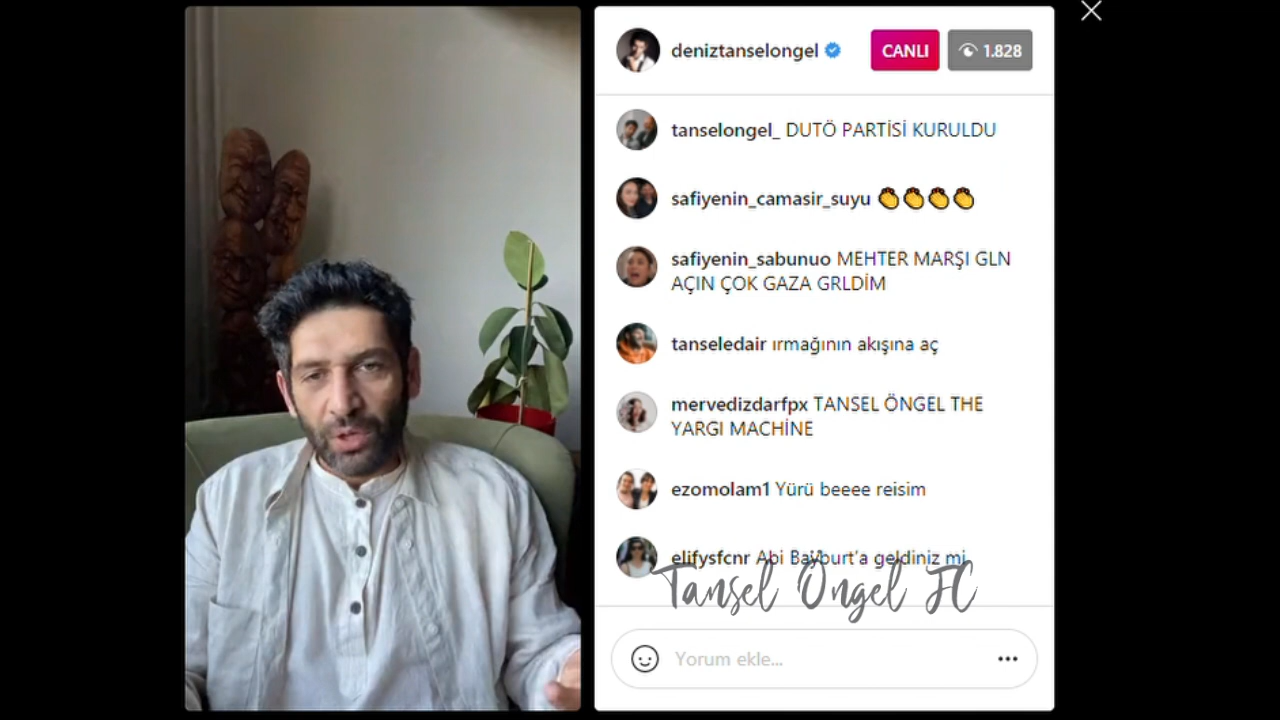 deniztanselongel
CANLI
1.828
tanselongel_ DUTÖ PARTİSİ KURULDU
safiyenin_camasir_suyu
safiyenin_sabunuo MEHTER MARŞI GLN
AÇIN ÇOK GAZA GRLDİM
tanseledair ırmağının akışına aç
mervedizdarfpx TANSEL ÖNGEL THE
YARGI MACHİNE
ezomolam1 Yürü beeee reisim
elifysfcnr Abi Bayburt'a geldiniz mi
Tansel Öngel FC
Yorum ekle...